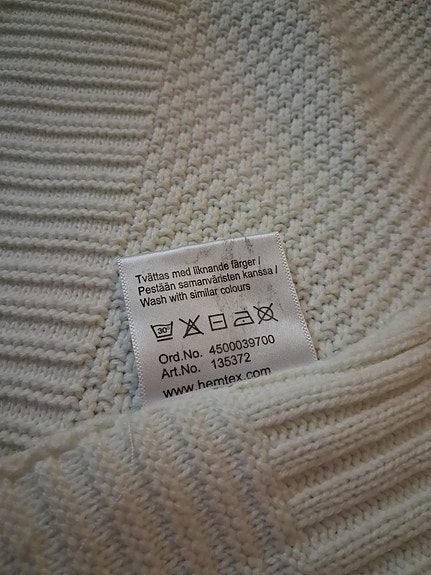 Tvättas med liknande färger /
Pestään samanväristen kanssa /
Wash with similar colours
30°
Ord.No. 4500039700
Art.No. 135372
www.hemtex.com